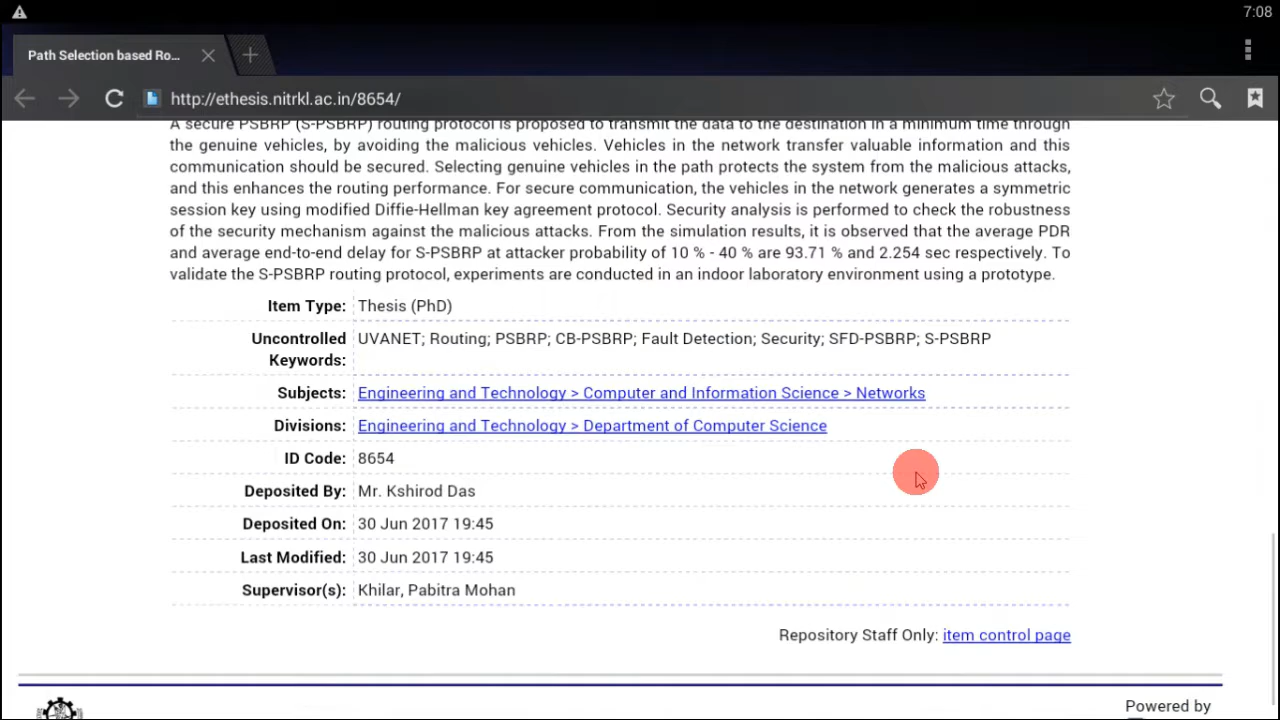 7:08
Path Selection based Ro...
http://ethesis.nitrkl.ac.in/8654/
A secure PSBRP (S-PSBRP) routing protocol is proposed to transmit the data to the destination in a minimum time through
the genuine vehicles, by avoiding the malicious vehicles. Vehicles in the network transfer valuable information and this
communication should be secured. Selecting genuine vehicles in the path protects the system from the malicious attacks,
and this enhances the routing performance. For secure communication, the vehicles in the network generates a symmetric
session key using modified Diffie-Hellman key agreement protocol. Security analysis is performed to check the robustness
of the security mechanism against the malicious attacks. From the simulation results, it is observed that the average PDR
and average end-to-end delay for S-PSBRP at attacker probability of 10 % - 40 % are 93.71 % and 2.254 sec respectively. To
validate the S-PSBRP routing protocol, experiments are conducted in an indoor laboratory environment using a prototype.
Item Type: Thesis (PhD)
Uncontrolled Keywords: UVANET; Routing; PSBRP; CB-PSBRP; Fault Detection; Security; SFD-PSBRP; S-PSBRP
Subjects: Engineering and Technology > Computer and Information Science > Networks
Divisions: Engineering and Technology > Department of Computer Science
ID Code: 8654
Deposited By: Mr. Kshirod Das
Deposited On: 30 Jun 2017 19:45
Last Modified: 30 Jun 2017 19:45
Supervisor(s): Khilar, Pabitra Mohan
Repository Staff Only: item control page
Powered by